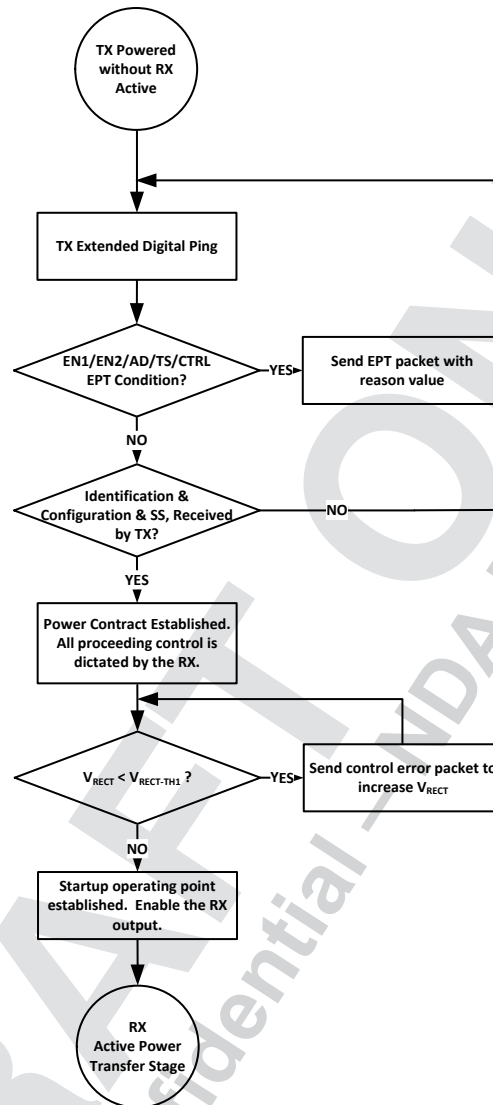 TX Powered
without RX
Active
TX Extended Digital Ping
EN1/EN2/AD/TS/CTRL
EPT Condition?
YES
Send EPT packet with
reason value
NO
Identification &
Configuration & SS, Received
by TX?
NO
YES
Power Contract Established.
All proceeding control is
dictated by the RX.
VRECT < VRECT-TH1 ?
YES
Send control error packet to
increase VRECT
NO
Startup operating point
established.  Enable the RX
output.
RX
Active Power
Transfer Stage